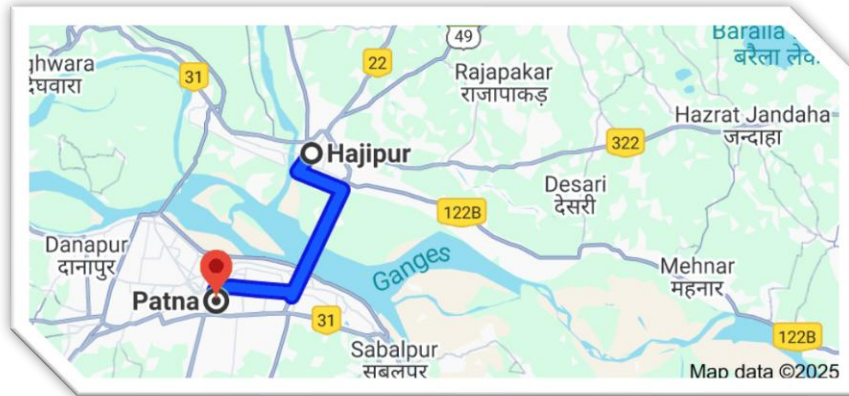 Baralla
बरैला लेव
49
ghwara
देघवारा
31
22
Rajapakar
राजापाकड़
Hazrat Jandaha
जन्दाहा
Hajipur
322
Desari
देसरी
122B
Danapur
दानापुर
Ganges
Mehnar
महनार
Patna
31
Sabalpur
सबलपुर
122B
Map data ©2025